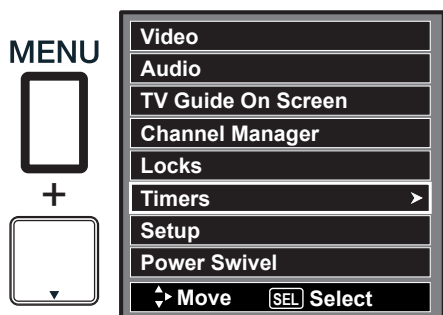 MENU
+
Video
Audio
TV Guide On Screen
Channel Manager
Locks
Timers
Setup
Power Swivel
Move SEL Select